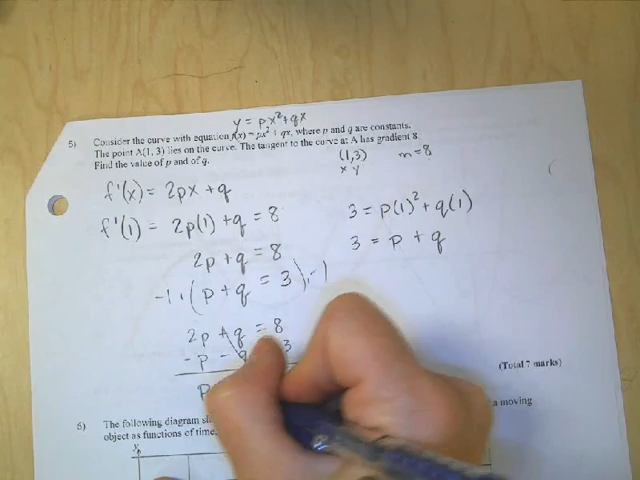 y = px² + qx
5) Consider the curve with equation f(x) = px² + qx, where p and q are constants.
The point A(1, 3) lies on the curve. The tangent to the curve at A has gradient 8.
Find the value of p and of q.
(1,3) m = 8
x y
f'(x) = 2px + q
f'(1) = 2p(1) + q = 8
2p + q = 8
-1 · ( p + q = 3 ) · -1
2p + q = 8
- p - q 3
p
3 = p(1)² + q(1)
3 = p + q
(Total 7 marks)
6) The following diagram
a moving
object as functions of time.
y